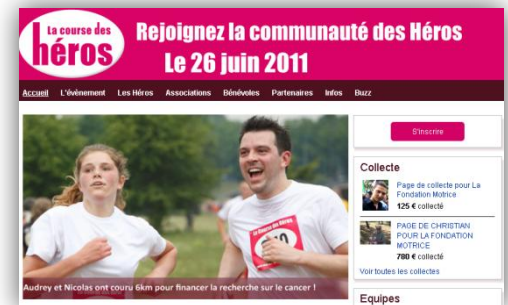 La course des
héros
Rejoignez la communauté des Héros
Le 26 juin 2011
Accueil L'évènement Les Héros Associations Bénévoles Partenaires Infos Buzz
S'inscrire
Collecte
Page de collecte pour La
Fondation Motrice
125 € collecté
PAGE DE CHRISTIAN
POUR LA FONDATION
MOTRICE
780 € collecté
Voir toutes les collectes
Equipes
Audrey et Nicolas ont couru 6km pour financer la recherche sur le cancer !